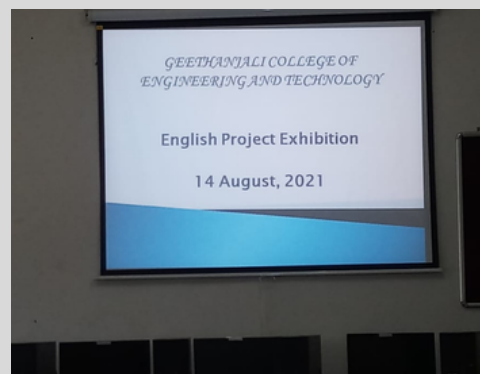 GEETHANJALI COLLEGE OF
ENGINEERING AND TECHNOLOGY
English Project Exhibition
14 August, 2021